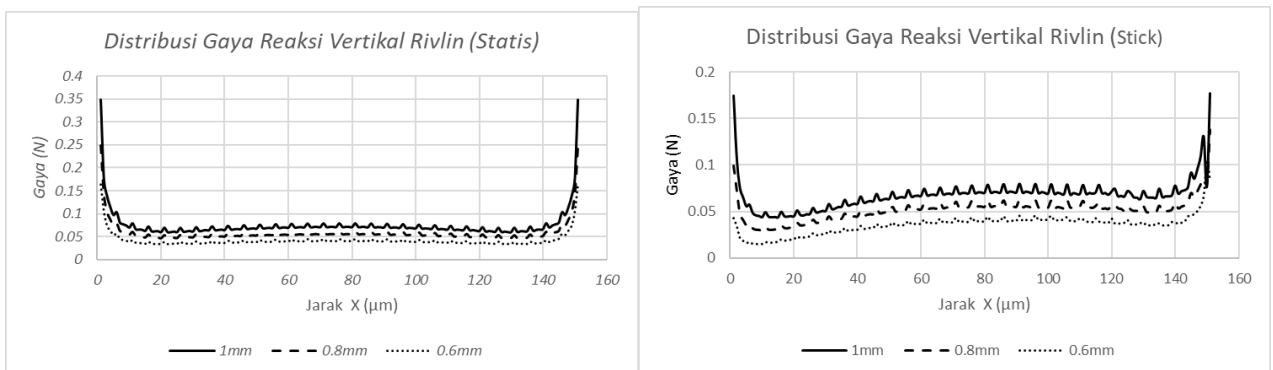 Distribusi Gaya Reaksi Vertikal Rivlin (Statis)
0.4
0.35
0.3
0.25
0.2
0.15
0.1
0.05
0
Gaya (N)
0 20 40 60 80 100 120 140 160
Jarak X (µm)
1mm 0.8mm 0.6mm
Distribusi Gaya Reaksi Vertikal Rivlin (Stick)
0.2
0.15
0.1
0.05
0
Gaya (N)
0 20 40 60 80 100 120 140 160
Jarak X (µm)
1mm 0.8mm 0.6mm